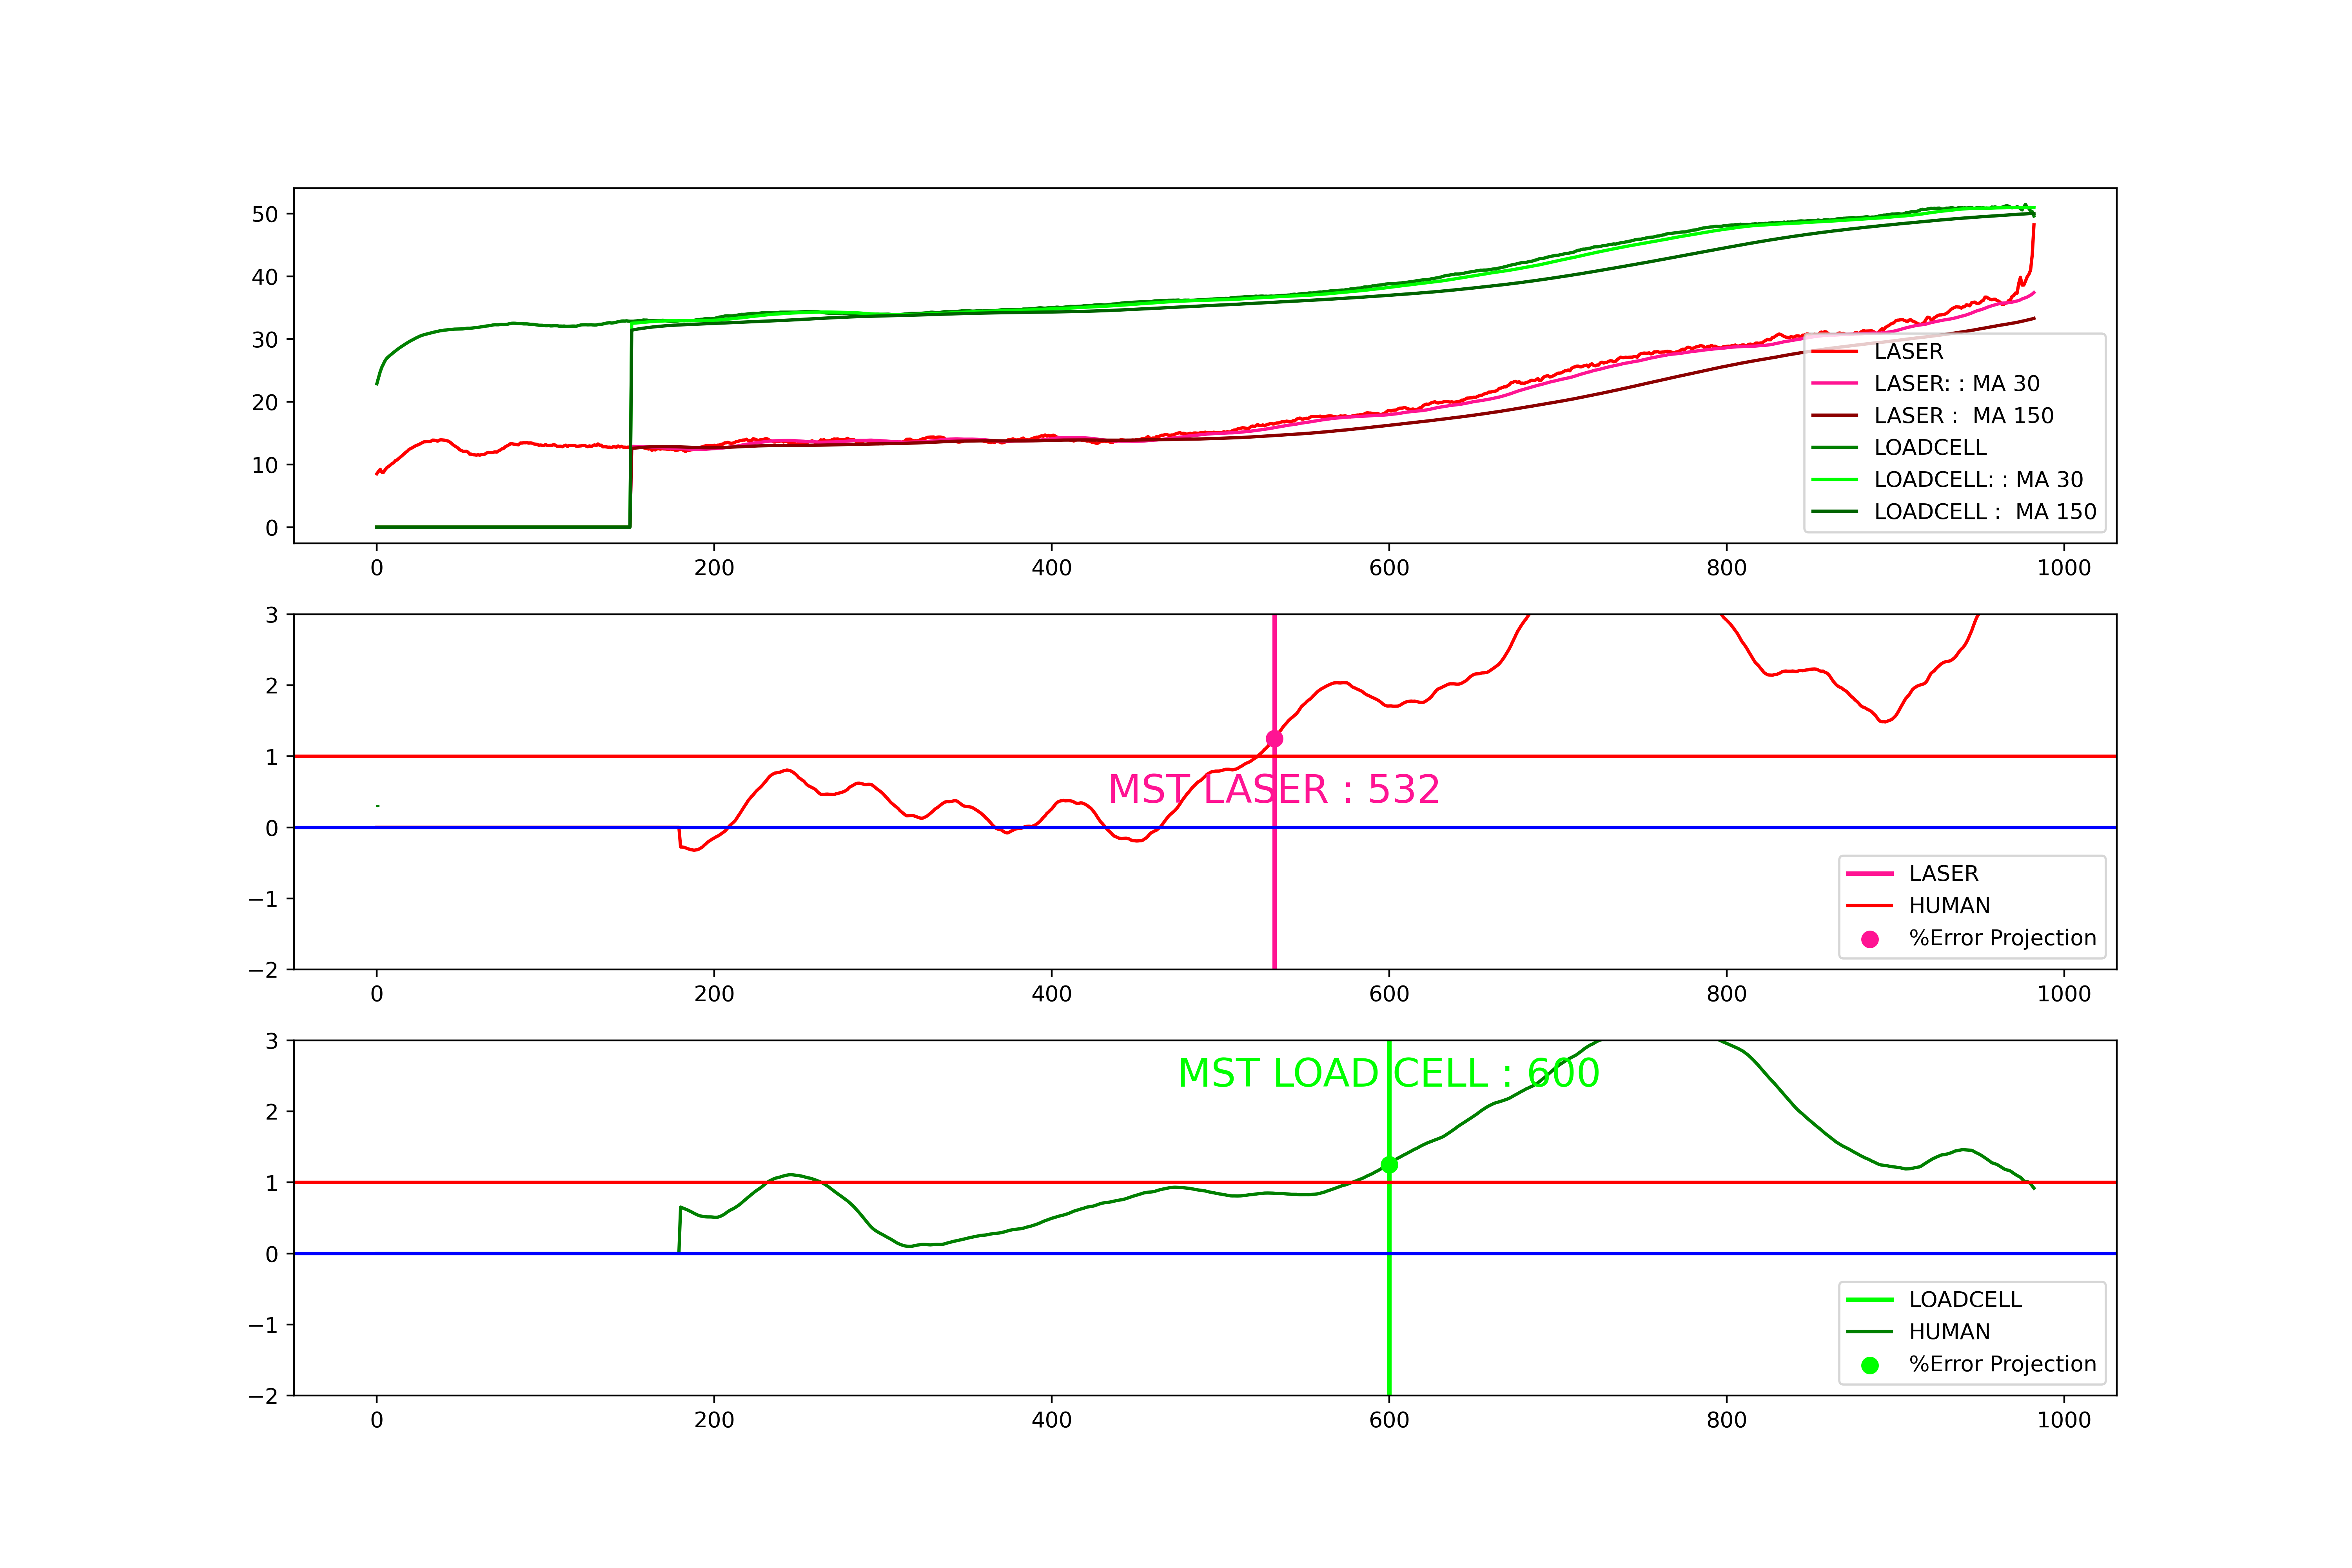 50
40
30
20
10
0
LASER
LASER: : MA 30
LASER :  MA 150
LOADCELL
LOADCELL: : MA 30
LOADCELL :  MA 150
0 200 400 600 800 1000
3
2
1
0
−1
−2
MST LASER : 532
LASER
HUMAN
%Error Projection
0 200 400 600 800 1000
3
2
1
0
−1
−2
MST LOAD CELL : 600
LOADCELL
HUMAN
%Error Projection
0 200 400 600 800 1000